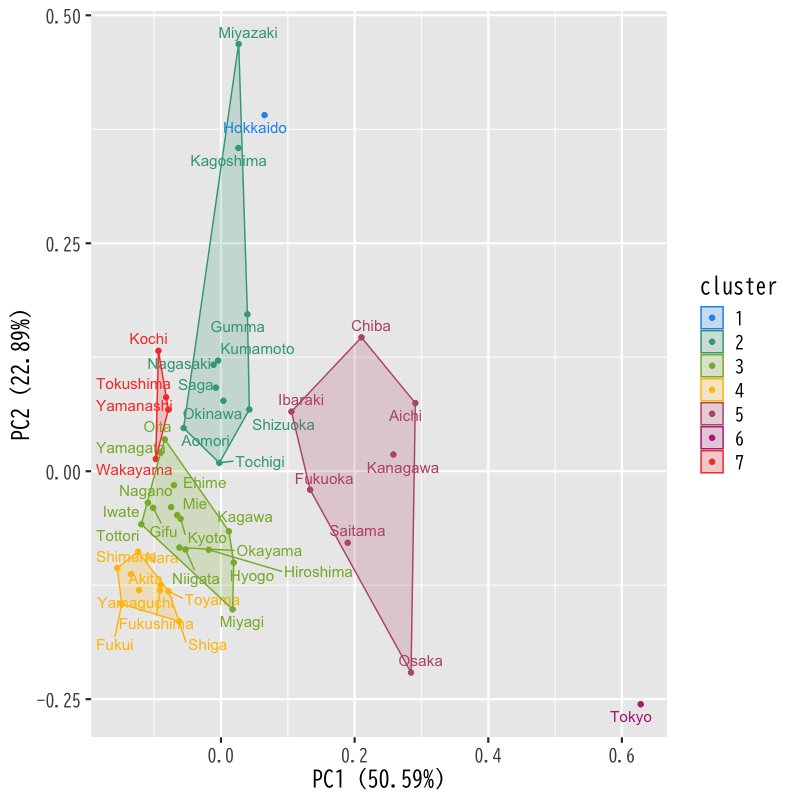 0.50
Miyazaki
Hokkaido
Kagoshima
0.25
cluster
Gumma
1
Chiba
2
Kochi
Kumamoto
3
Nagasaki
4
Tokushima
Saga
5
Yamanashi
Okinawa
Ibaraki
Aichi
6
Oita
Shizuoka
7
Aomori
Yamagata
Tochigi
0.00
Wakayama
Kanagawa
Ehime
Fukuoka
Nagano
Mie
Iwate
Kagawa
Gifu
Kyoto
Saitama
Tottori
Okayama
Shimane
Nara
Hiroshima
Akita
Niigata
Hyogo
Yamaguchi
Toyama
Fukushima
Miyagi
Fukui
Shiga
Osaka
-0.25
Tokyo
0.0
0.2
0.4
0.6
PC1 (50.59%)
PC2 (22.89%)